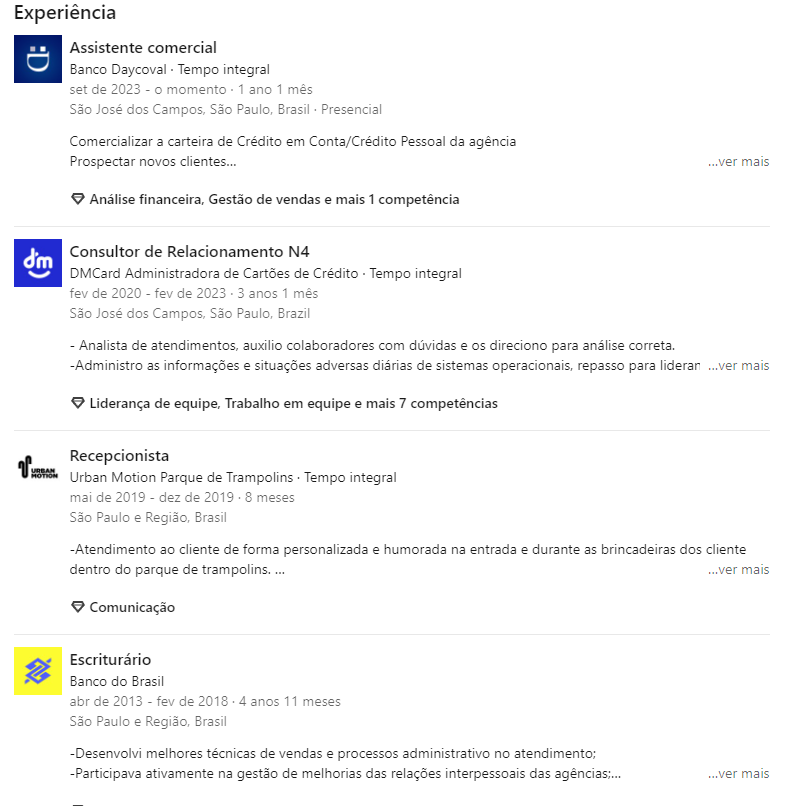 Experiência
Assistente comercial
Banco Daycoval · Tempo integral
set de 2023 - o momento · 1 ano 1 mês
São José dos Campos, São Paulo, Brasil · Presencial
Comercializar a carteira de Crédito em Conta/Crédito Pessoal da agência
Prospectar novos clientes... ...ver mais
Análise financeira, Gestão de vendas e mais 1 competência
dm
Consultor de Relacionamento N4
DMCard Administradora de Cartões de Crédito · Tempo integral
fev de 2020 - fev de 2023 · 3 anos 1 mês
São José dos Campos, São Paulo, Brazil
- Analista de atendimentos, auxilio colaboradores com dúvidas e os direciono para análise correta.
-Administro as informações e situações adversas diárias de sistemas operacionais, repasso para lideran ...ver mais
Liderança de equipe, Trabalho em equipe e mais 7 competências
URBAN
MOTION
Recepcionista
Urban Motion Parque de Trampolins · Tempo integral
mai de 2019 - dez de 2019 · 8 meses
São Paulo e Região, Brasil
-Atendimento ao cliente de forma personalizada e humorada na entrada e durante as brincadeiras dos cliente
dentro do parque de trampolins. ... ...ver mais
Comunicação
Escriturário
Banco do Brasil
abr de 2013 - fev de 2018 · 4 anos 11 meses
São Paulo e Região, Brasil
-Desenvolvi melhores técnicas de vendas e processos administrativo no atendimento;
-Participava ativamente na gestão de melhorias das relações interpessoais das agências;... ...ver mais